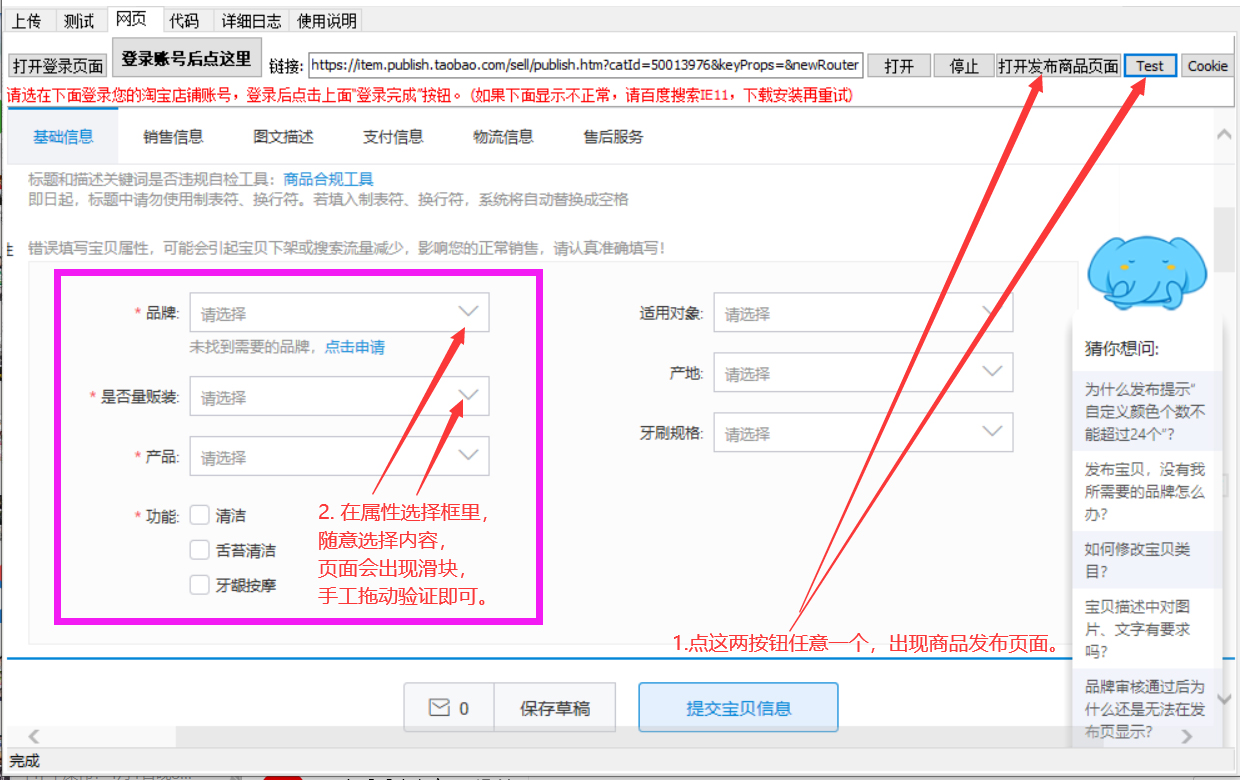 上传 测试 网页 代码 详细日志 使用说明
打开登录页面 登录账号后点这里 链接: https://item.publish.taobao.com/sell/publish.htm?catId=50013976&keyProps=&newRouter 打开 停止 打开发布商品页面 Test Cookie
请选在下面登录您的淘宝店铺账号，登录后点击上面"登录完成"按钮。(如果下面显示不正常，请百度搜索IE11，下载安装再重试)
基础信息 销售信息 图文描述 支付信息 物流信息 售后服务
标题和描述关键词是否违规自检工具：商品合规工具
即日起，标题中请勿使用制表符、换行符。若填入制表符、换行符，系统将自动替换成空格
错误填写宝贝属性，可能会引起宝贝下架或搜索流量减少，影响您的正常销售，请认真准确填写！
* 品牌: 请选择 适用对象: 请选择
未找到需要的品牌，点击申请
产地: 请选择
* 是否量贩装: 请选择
牙刷规格: 请选择
* 产品: 请选择
* 功能: 清洁
舌苔清洁
牙龈按摩
2. 在属性选择框里，
随意选择内容，
页面会出现滑块，
手工拖动验证即可。
1.点这两按钮任意一个，出现商品发布页面。
猜你想问:
为什么发布提示"
自定义颜色个数不
能超过24个"？
发布宝贝，没有我
所需要的品牌怎么
办？
如何修改宝贝类
目？
宝贝描述中对图
片、文字有要求
吗？
品牌审核通过后为
什么还是无法在发
布页显示？
0 保存草稿 提交宝贝信息
完成